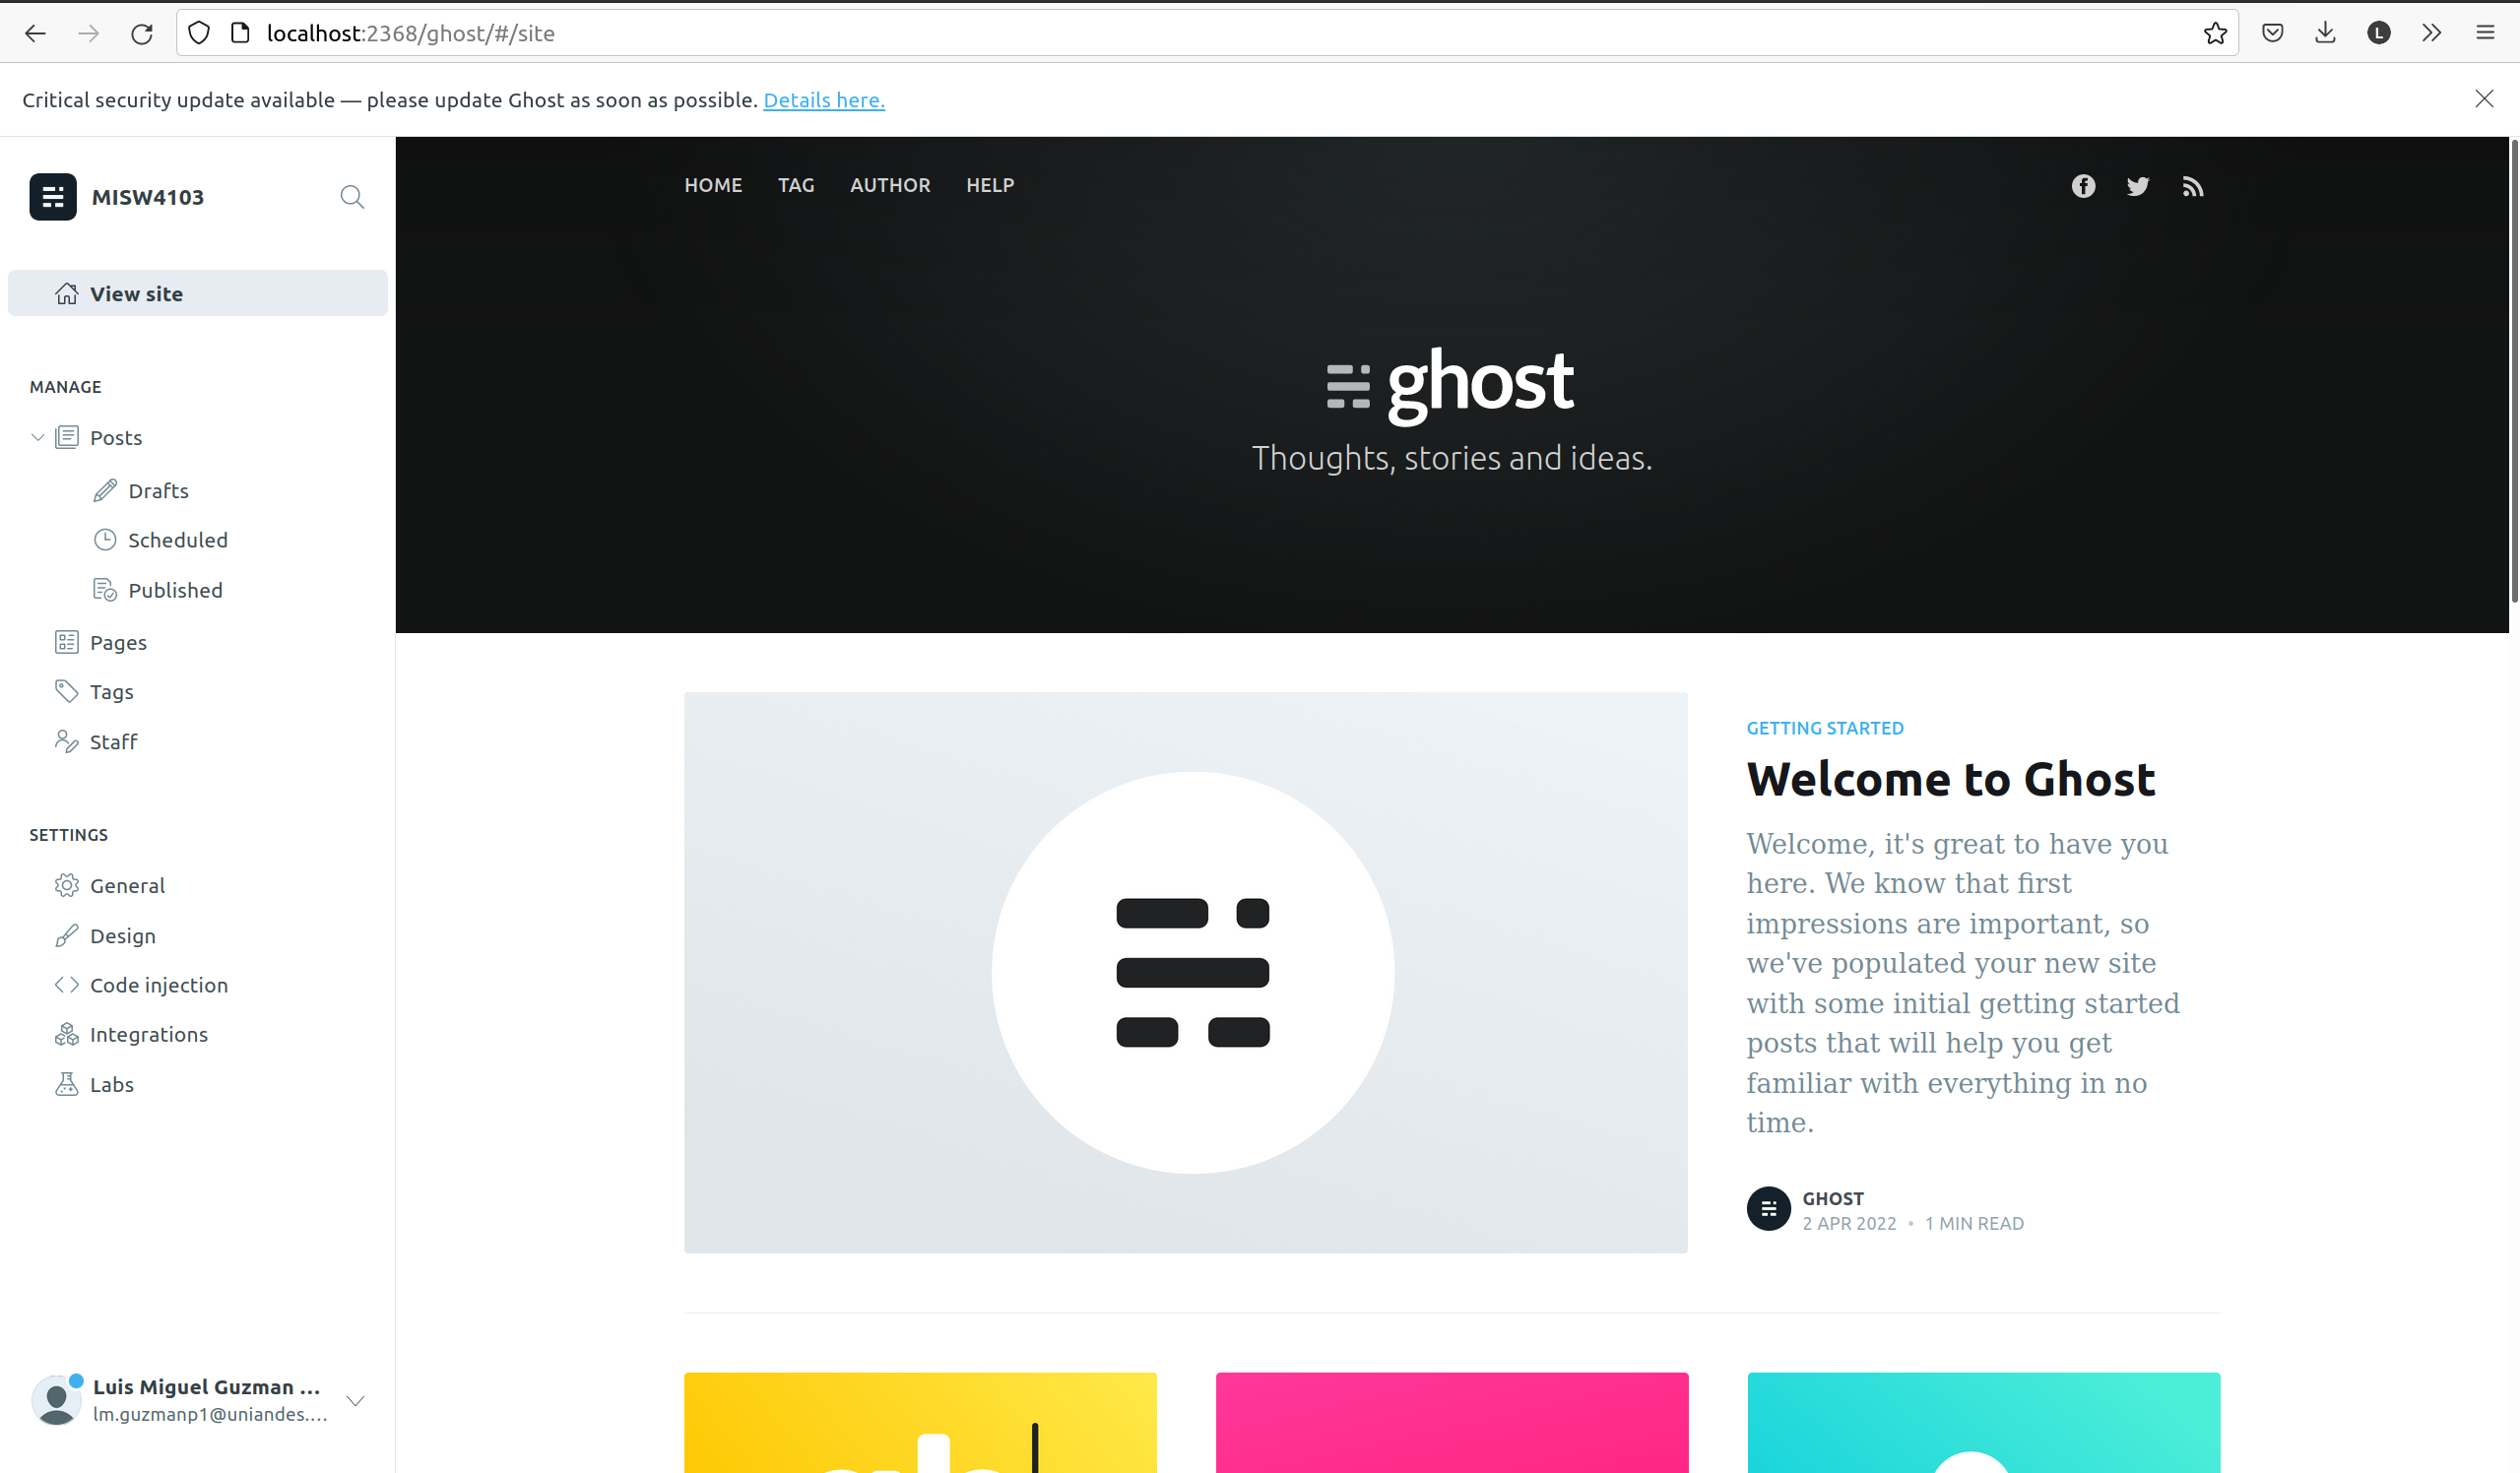 localhost:2368/ghost/#/site
L
Critical security update available — please update Ghost as soon as possible. Details here.
MISW4103
View site
MANAGE
Posts
Drafts
Scheduled
Published
Pages
Tags
Staff
SETTINGS
General
Design
Code injection
Integrations
Labs
Luis Miguel Guzman ...
lm.guzmanp1@uniandes....
HOME TAG AUTHOR HELP
ghost
Thoughts, stories and ideas.
GETTING STARTED
Welcome to Ghost
Welcome, it's great to have you
here. We know that first
impressions are important, so
we've populated your new site
with some initial getting started
posts that will help you get
familiar with everything in no
time.
GHOST
2 APR 2022 • 1 MIN READ